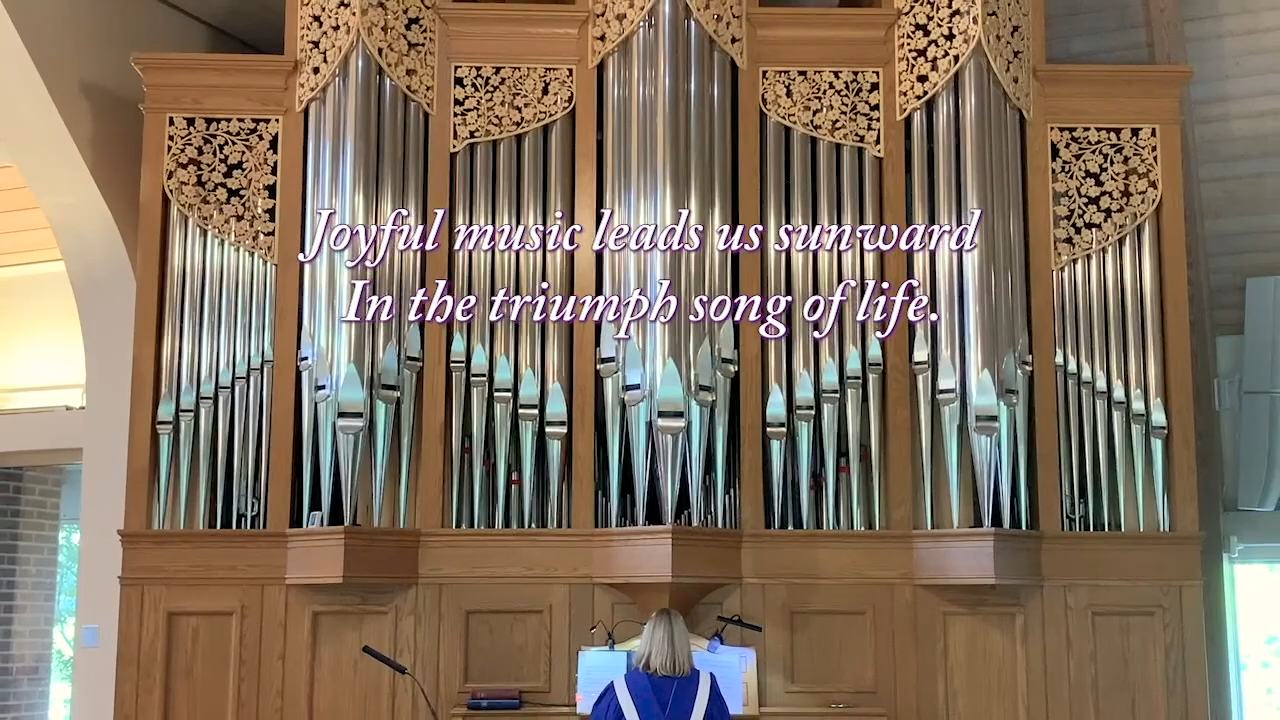 Joyful music leads us sunward
In the triumph song of life.